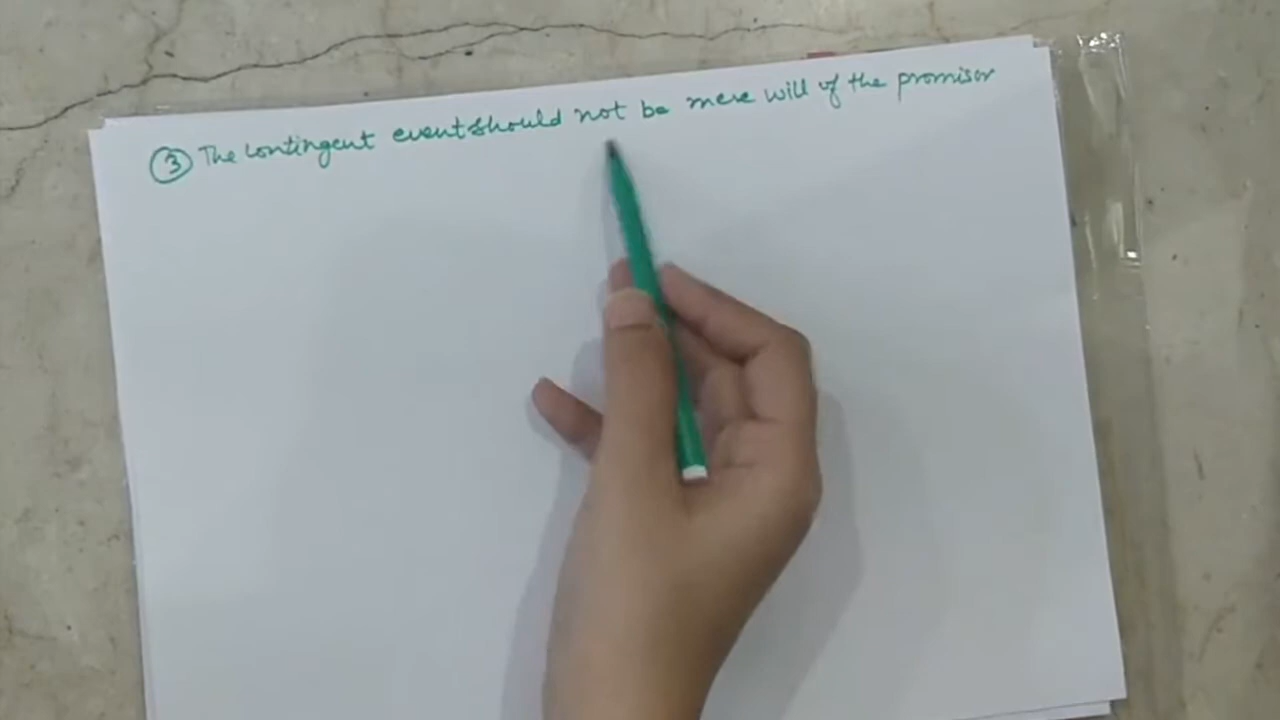 ③ The contingent event should not be mere will of the promisor